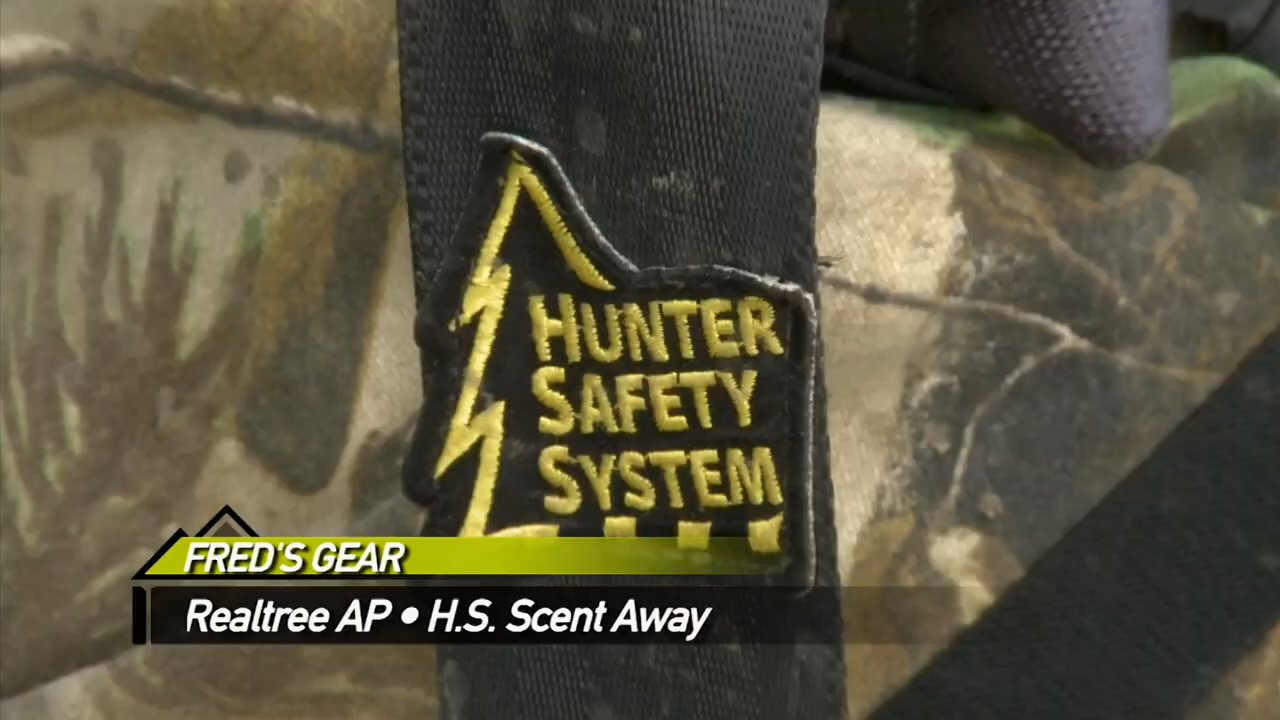 HUNTER
SAFETY
SYSTEM
FRED'S GEAR
Realtree AP • H.S. Scent Away